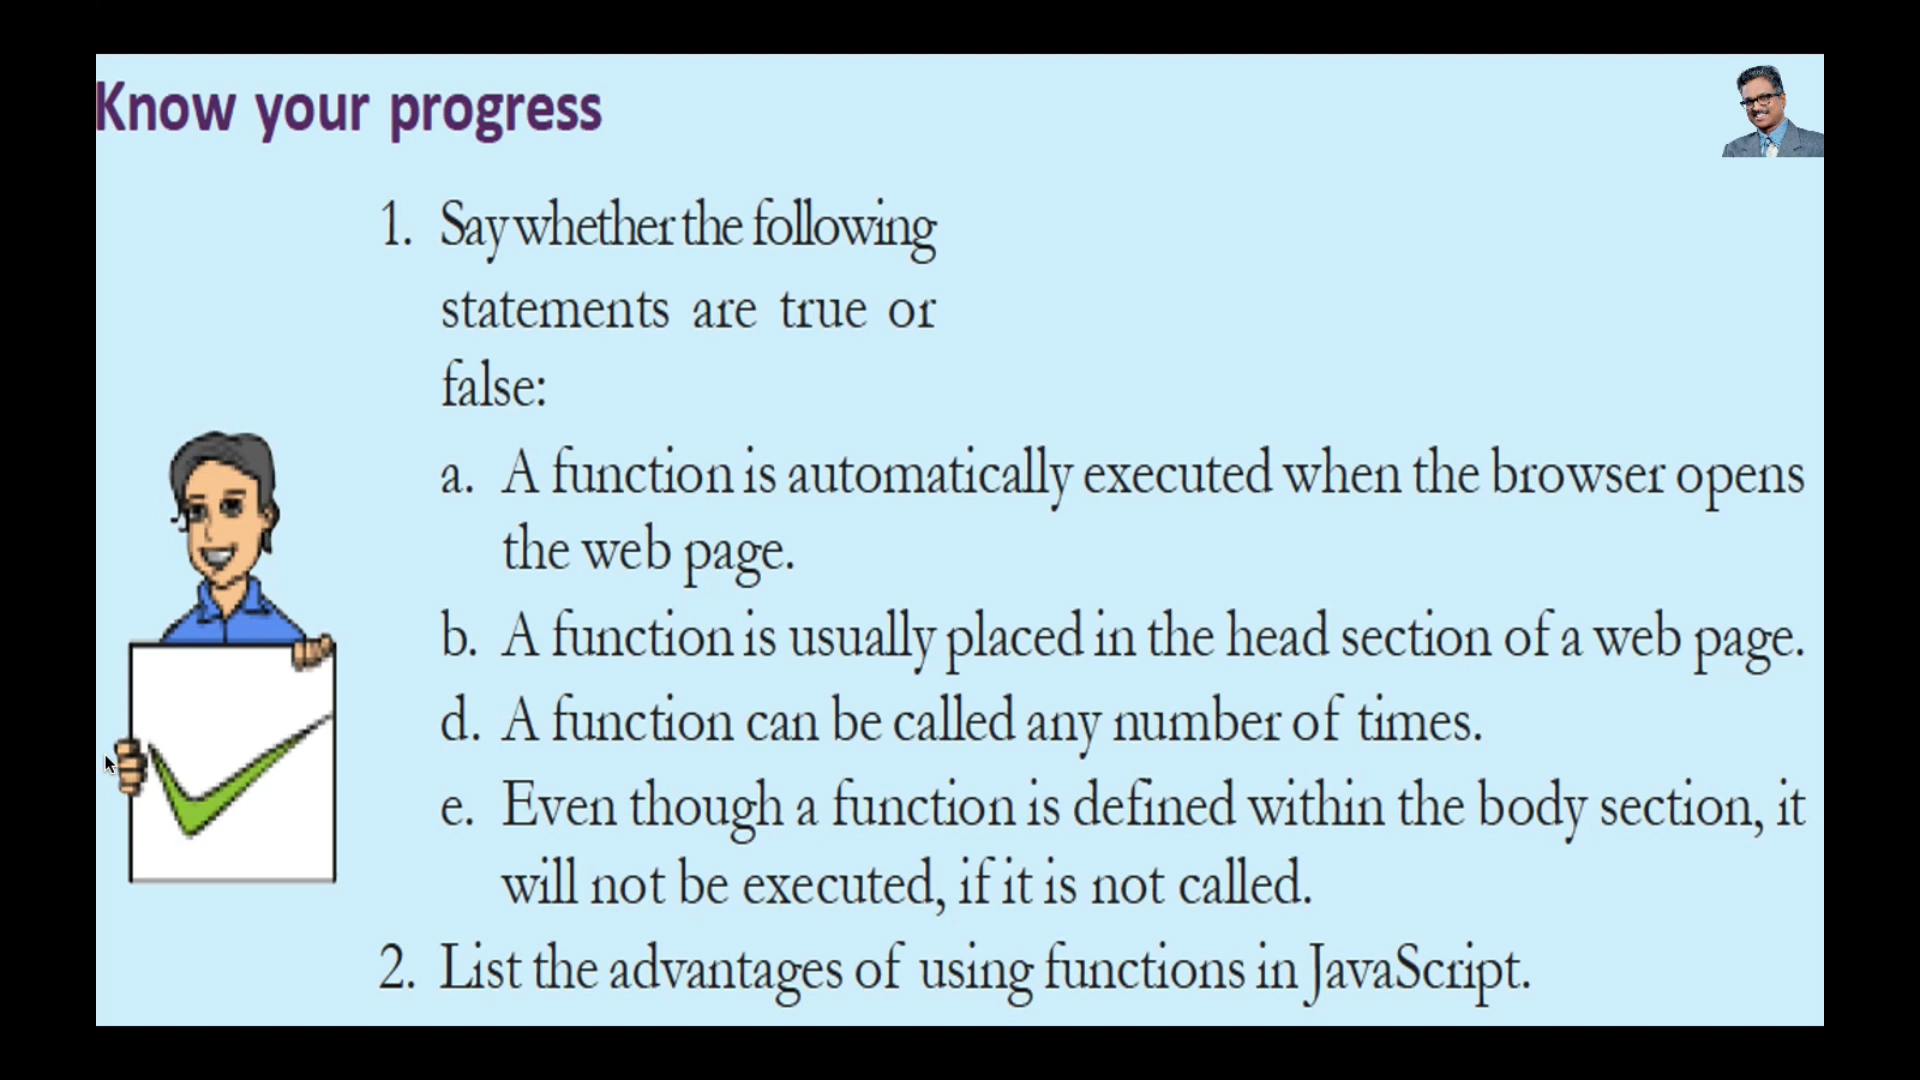 Know your progress
1. Say whether the following
statements are true or
false:
a. A function is automatically executed when the browser opens
the web page.
b. A function is usually placed in the head section of a web page.
d. A function can be called any number of times.
e. Even though a function is defined within the body section, it
will not be executed, if it is not called.
2. List the advantages of using functions in JavaScript.